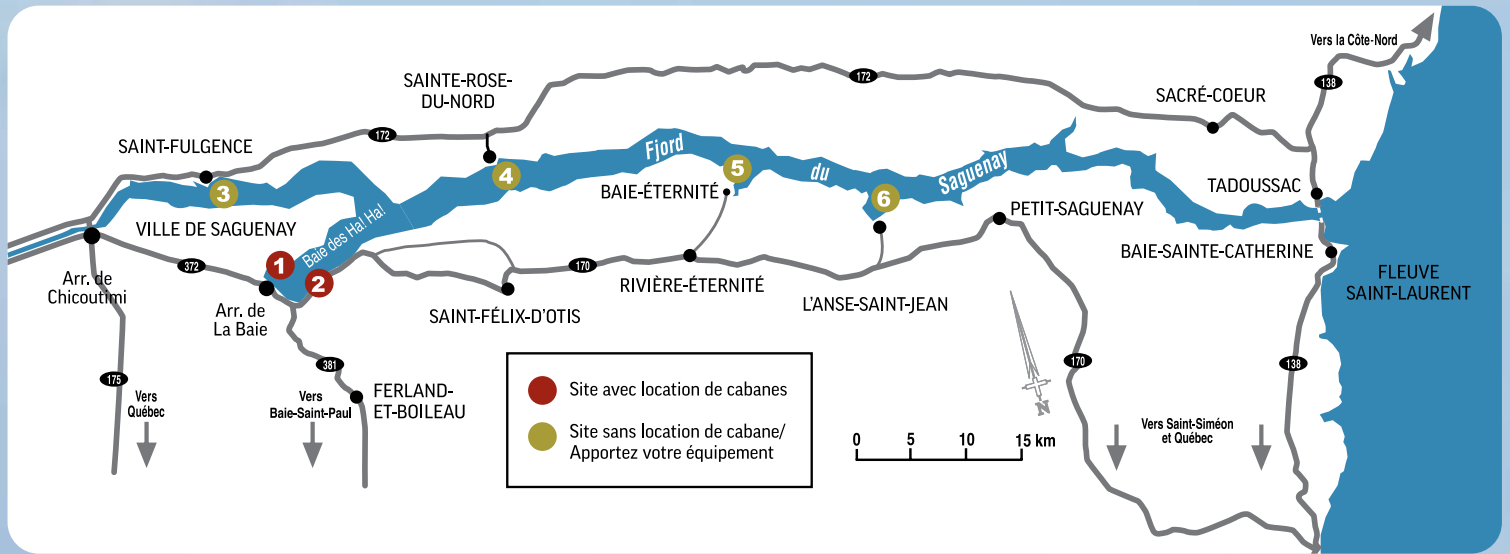 Vers la Côte-Nord
138
SAINTE-ROSE-
DU-NORD
172
SACRÉ-COEUR
172
SAINT-FULGENCE
Fjord
du
Saguenay
3
4
5
6
BAIE-ÉTERNITÉ
TADOUSSAC
PETIT-SAGUENAY
VILLE DE SAGUENAY
Baie des Ha! Ha!
BAIE-SAINTE-CATHERINE
372
1
2
170
Arr. de
Chicoutimi
Arr. de
La Baie
SAINT-FÉLIX-D'OTIS
RIVIÈRE-ÉTERNITÉ
L'ANSE-SAINT-JEAN
FLEUVE
SAINT-LAURENT
175
381
170
138
Vers
Québec
Vers
Baie-Saint-Paul
FERLAND-
ET-BOILEAU
Site avec location de cabanes
Site sans location de cabane/
Apportez votre équipement
N
0 5 10 15 km
Vers Saint-Siméon
et Québec